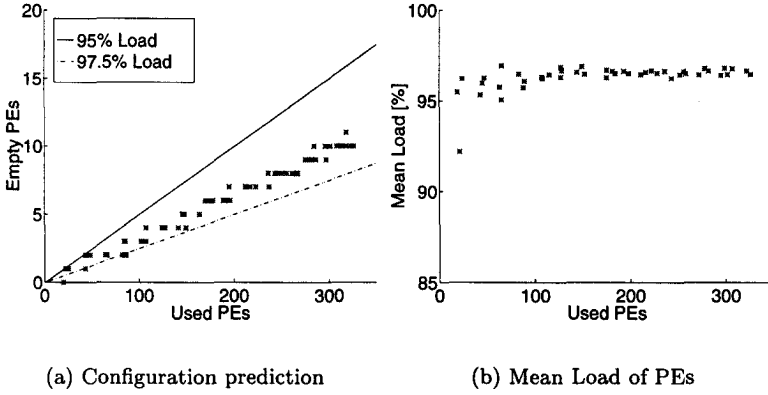 20
15
10
5
0
Empty PEs
95% Load
97.5% Load
0 100 200 300
Used PEs
100
95
90
85
Mean Load [%]
0 100 200 300
Used PEs
(a) Configuration prediction
(b) Mean Load of PEs